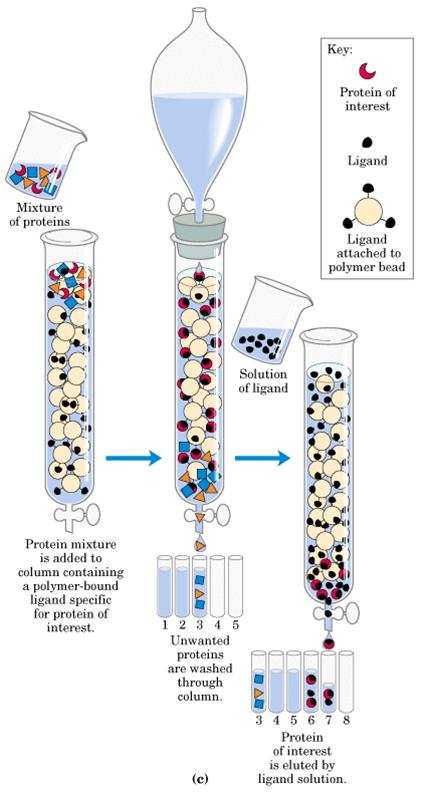 Key:
Protein of
interest
Ligand
Ligand
attached to
polymer bead
Mixture
of proteins
Solution
of ligand
Protein mixture
is added to
column containing
a polymer-bound
ligand specific
for protein of
interest.
1 2 3 4 5
Unwanted
proteins
are washed
through
column.
3 4 5 6 7 8
Protein
of interest
is eluted by
ligand solution.
(c)